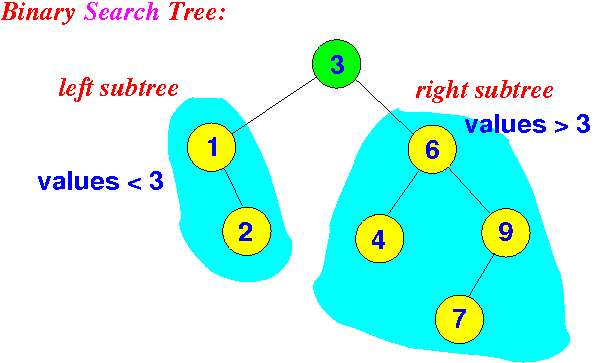 Binary Search Tree:
3
left subtree
right subtree
values > 3
1
6
values < 3
2
4
9
7